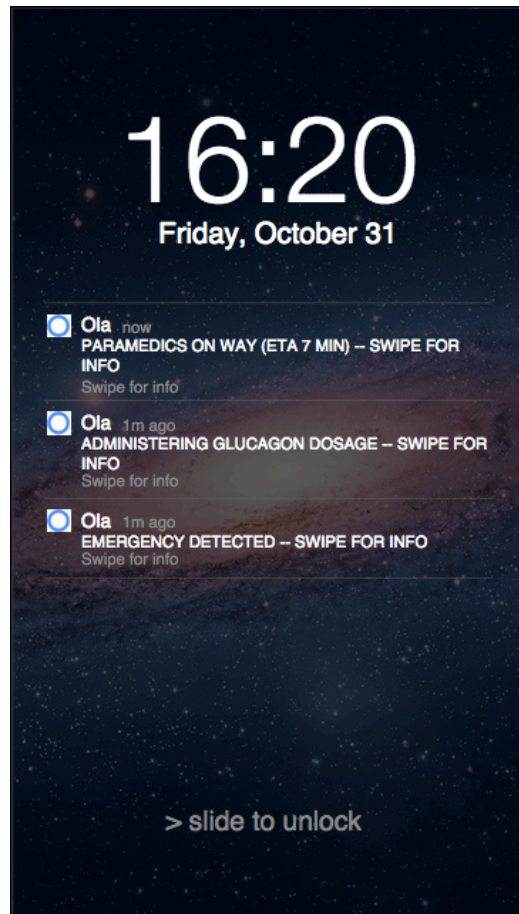 16:20
Friday, October 31
Ola now
PARAMEDICS ON WAY (ETA 7 MIN) -- SWIPE FOR
INFO
Swipe for info
Ola 1m ago
ADMINISTERING GLUCAGON DOSAGE -- SWIPE FOR
INFO
Swipe for info
Ola 1m ago
EMERGENCY DETECTED -- SWIPE FOR INFO
Swipe for info
> slide to unlock